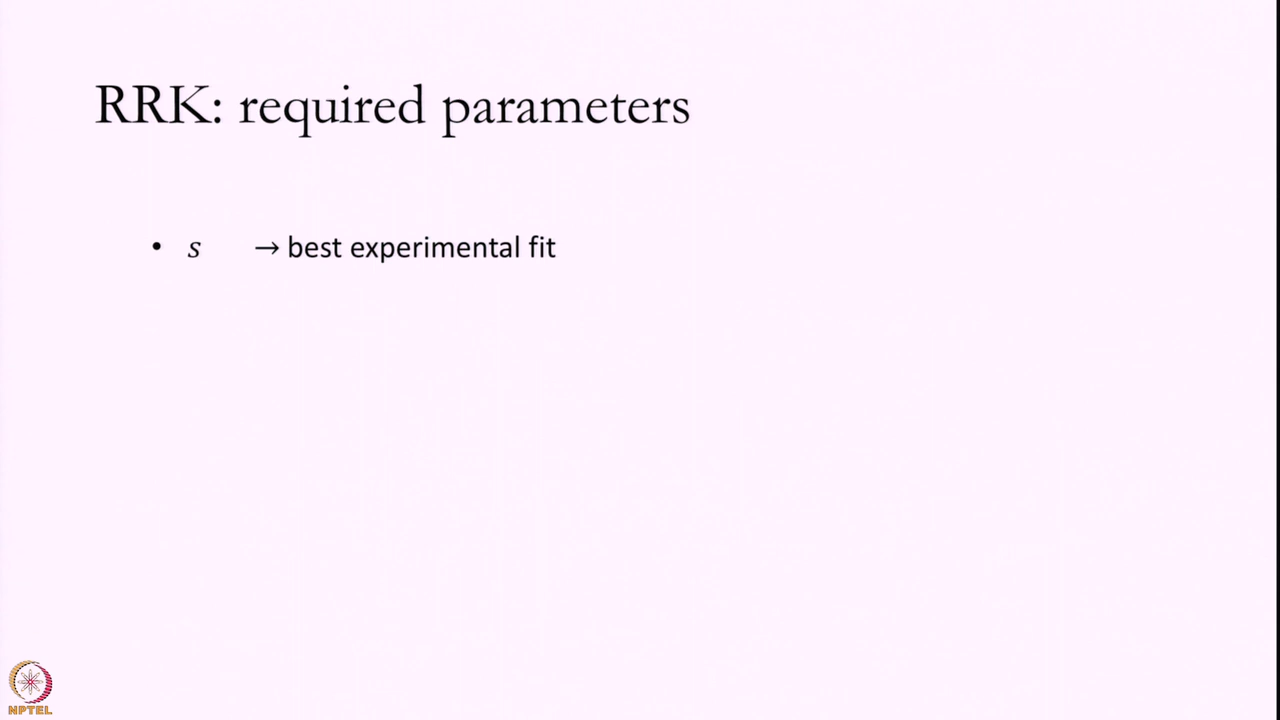 RRK: required parameters
• s → best experimental fit
NPTEL